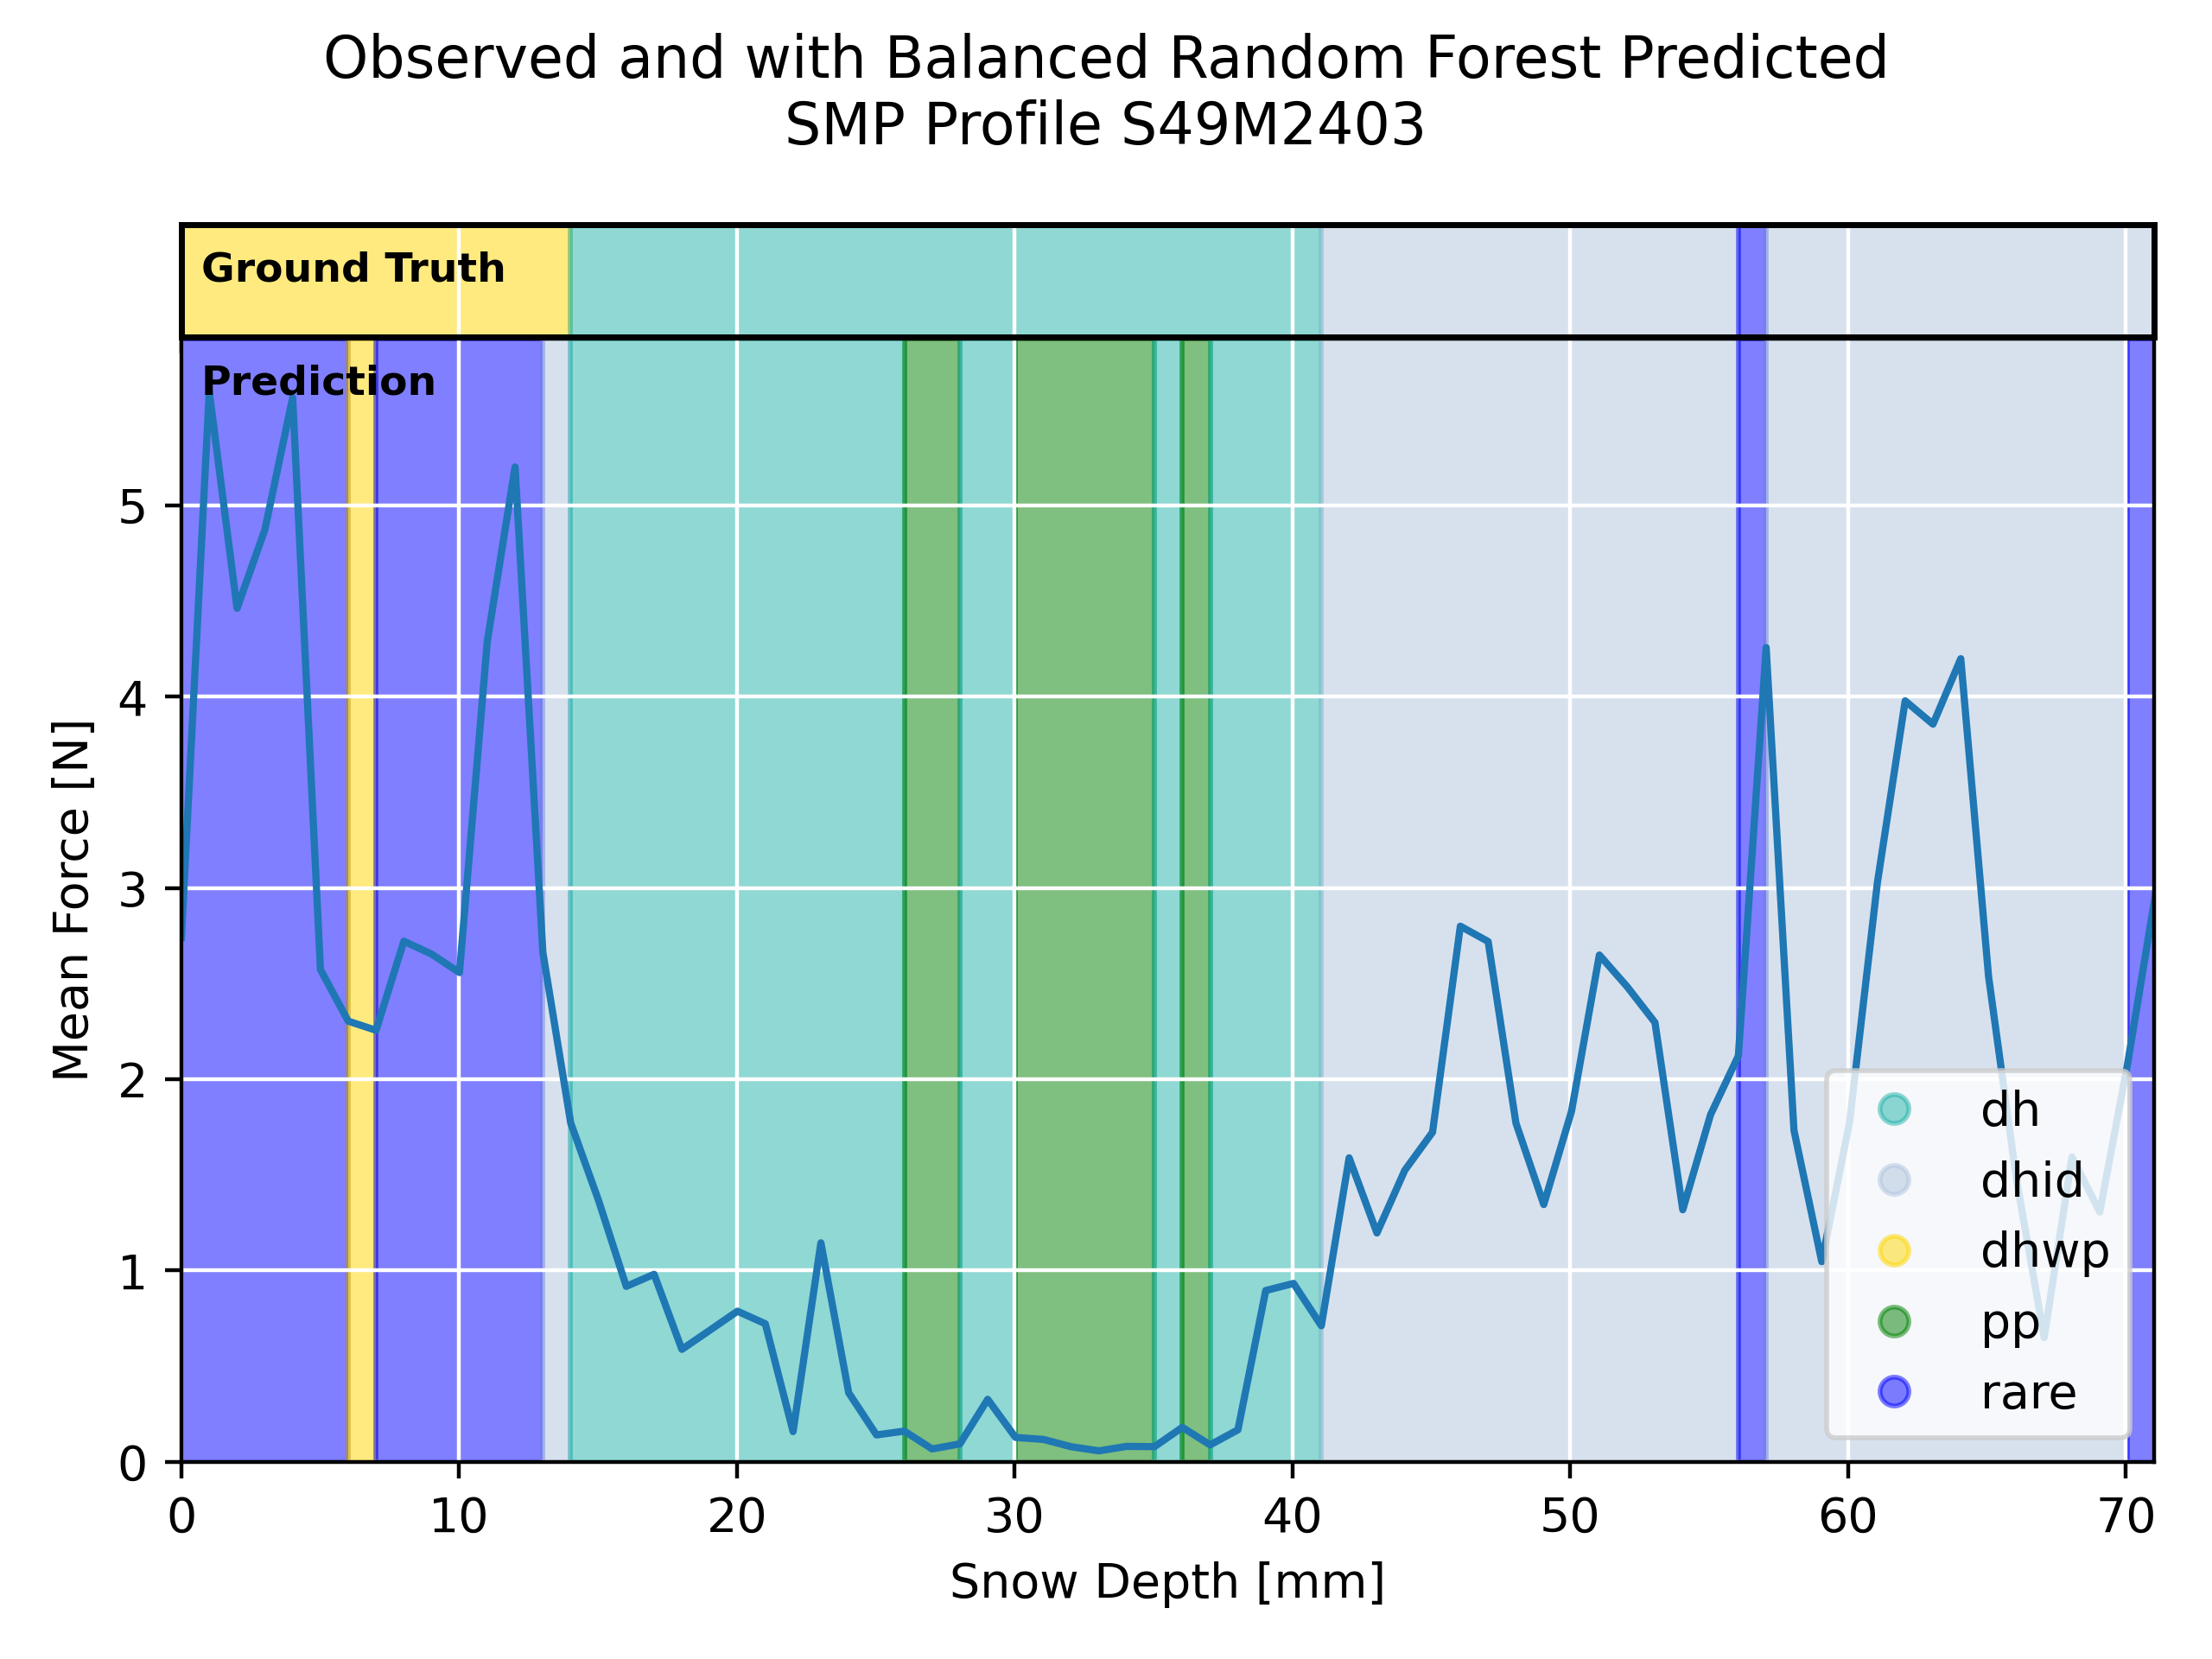 Observed and with Balanced Random Forest Predicted
SMP Profile S49M2403
Ground Truth
Prediction
5
4
3
2
1
0
Mean Force [N]
0 10 20 30 40 50 60 70
Snow Depth [mm]
dh
dhid
dhwp
pp
rare